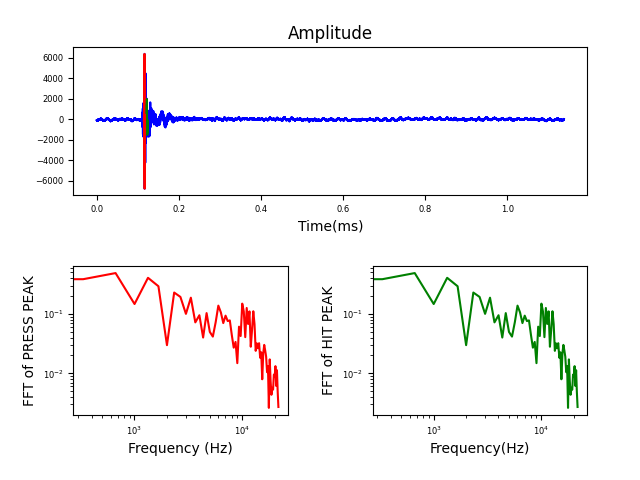 Amplitude
6000
4000
2000
0
−2000
−4000
−6000
0.0 0.2 0.4 0.6 0.8 1.0
Time(ms)
FFT of PRESS PEAK
10⁻¹
10⁻²
10³ 10⁴
Frequency (Hz)
FFT of HIT PEAK
10⁻¹
10⁻²
10³ 10⁴
Frequency(Hz)